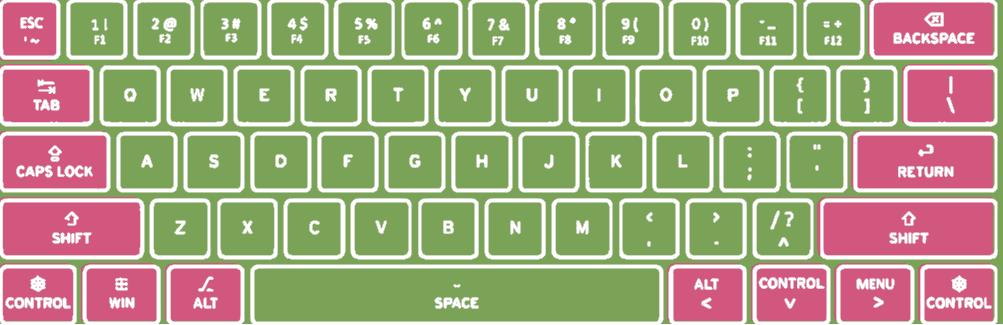 ESC 1 ! 2 @ 3 # 4 $ 5 % 6 ^ 7 & 8 * 9 ( 0 ) - _ = +
' ~ F1 F2 F3 F4 F5 F6 F7 F8 F9 F10 F11 F12 BACKSPACE
TAB Q W E R T Y U I O P { [ } ] | \
CAPS LOCK A S D F G H J K L : ; " ' RETURN
SHIFT Z X C V B N M < , > . / ? ^ SHIFT
CONTROL WIN ALT SPACE ALT < CONTROL v MENU > CONTROL